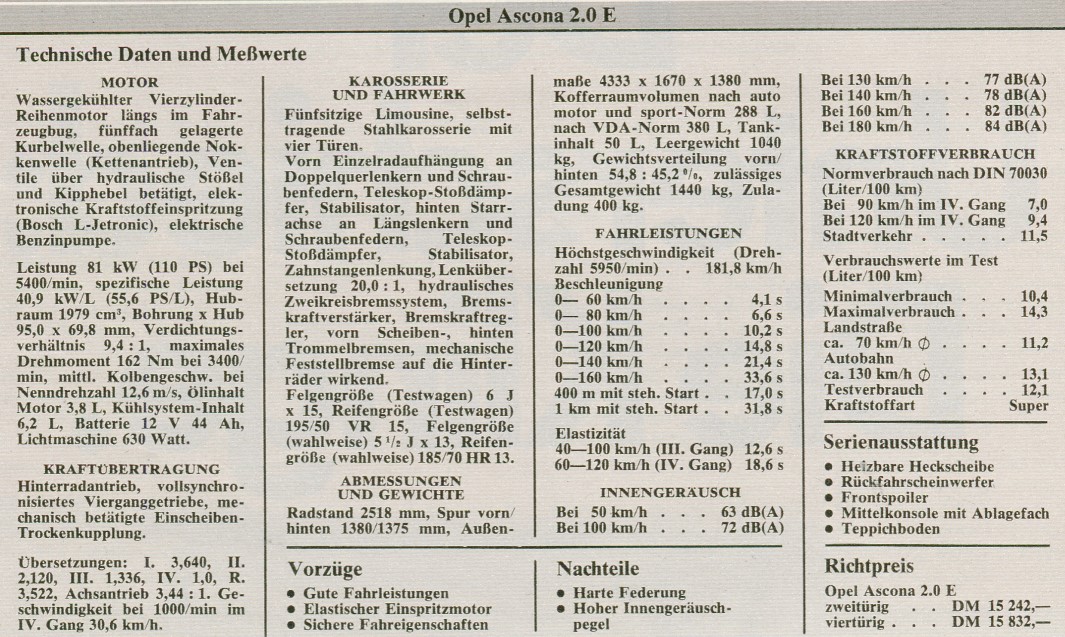 Opel Ascona 2.0 E
Technische Daten und Meßwerte
MOTOR
Wassergekühlter Vierzylinder-
Reihenmotor längs im Fahr-
zeugbug, fünffach gelagerte
Kurbelwelle, obenliegende Nok-
kenwelle (Kettenantrieb), Ven-
tile über hydraulische Stößel
und Kipphebel betätigt, elek-
tronische Kraftstoffeinspritzung
(Bosch L-Jetronic), elektrische
Benzinpumpe.
Leistung 81 kW (110 PS) bei
5400/min, spezifische Leistung
40,9 kW/L (55,6 PS/L), Hub-
raum 1979 cm³, Bohrung x Hub
95,0 x 69,8 mm, Verdichtungs-
verhältnis 9,4 : 1, maximales
Drehmoment 162 Nm bei 3400/
min, mittl. Kolbengeschw. bei
Nenndrehzahl 12,6 m/s, Ölinhalt
Motor 3,8 L, Kühlsystem-Inhalt
6,2 L, Batterie 12 V 44 Ah,
Lichtmaschine 630 Watt.
KRAFTÜBERTRAGUNG
Hinterradantrieb, vollsynchro-
nisiertes Vierganggetriebe, me-
chanisch betätigte Einscheiben-
Trockenkupplung.
Übersetzungen: I. 3,640, II.
2,120, III. 1,336, IV. 1,0, R.
3,522, Achsantrieb 3,44 : 1. Ge-
schwindigkeit bei 1000/min im
IV. Gang 30,6 km/h.
KAROSSERIE
UND FAHRWERK
Fünfsitzige Limousine, selbst-
tragende Stahlkarosserie mit
vier Türen.
Vorn Einzelradaufhängung an
Doppelquerlenkern und Schrau-
benfedern, Teleskop-Stoßdämp-
fer, Stabilisator, hinten Starr-
achse an Längslenkern und
Schraubenfedern, Teleskop-
Stoßdämpfer, Stabilisator,
Zahnstangenlenkung, Lenküber-
setzung 20,0 : 1, hydraulisches
Zweikreisbremssystem, Brems-
kraftverstärker, Bremskraftreg-
ler, vorn Scheiben-, hinten
Trommelbremsen, mechanische
Feststellbremse auf die Hinter-
räder wirkend.
Felgengröße (Testwagen) 6 J
x 15, Reifengröße (Testwagen)
195/50 VR 15, Felgengröße
(wahlweise) 5 1/2 J x 13, Reifen-
größe (wahlweise) 185/70 HR 13.
ABMESSUNGEN
UND GEWICHTE
Radstand 2518 mm, Spur vorn/
hinten 1380/1375 mm, Außen-
maße 4333 x 1670 x 1380 mm,
Kofferraumvolumen nach auto
motor und sport-Norm 288 L,
nach VDA-Norm 380 L, Tank-
inhalt 50 L, Leergewicht 1040
kg, Gewichtsverteilung vorn/
hinten 54,8 : 45,2 %, zulässiges
Gesamtgewicht 1440 kg, Zula-
dung 400 kg.
FAHRLEISTUNGEN
Höchstgeschwindigkeit (Dreh-
zahl 5950/min) . . 181,8 km/h
Beschleunigung
0— 60 km/h . . . . 4,1 s
0— 80 km/h . . . . 6,6 s
0—100 km/h . . . . 10,2 s
0—120 km/h . . . . 14,8 s
0—140 km/h . . . . 21,4 s
0—160 km/h . . . . 33,6 s
400 m mit steh. Start . . 17,0 s
1 km mit steh. Start . . 31,8 s
Elastizität
40—100 km/h (III. Gang) 12,6 s
60—120 km/h (IV. Gang) 18,6 s
INNENGERÄUSCH
Bei 50 km/h . . . 63 dB(A)
Bei 100 km/h . . . 72 dB(A)
Bei 130 km/h . . . 77 dB(A)
Bei 140 km/h . . . 78 dB(A)
Bei 160 km/h . . . 82 dB(A)
Bei 180 km/h . . . 84 dB(A)
KRAFTSTOFFVERBRAUCH
Normverbrauch nach DIN 70030
(Liter/100 km)
Bei 90 km/h im IV. Gang 7,0
Bei 120 km/h im IV. Gang 9,4
Stadtverkehr . . . . . 11,5
Verbrauchswerte im Test
(Liter/100 km)
Minimalverbrauch . . . 10,4
Maximalverbrauch . . . 14,3
Landstraße
ca. 70 km/h ∅ . . . . 11,2
Autobahn
ca. 130 km/h ∅ . . . . 13,1
Testverbrauch . . . . 12,1
Kraftstoffart Super
Serienausstattung
● Heizbare Heckscheibe
● Rückfahrscheinwerfer
● Frontspoiler
● Mittelkonsole mit Ablagefach
● Teppichboden
Vorzüge
● Gute Fahrleistungen
● Elastischer Einspritzmotor
● Sichere Fahreigenschaften
Nachteile
● Harte Federung
● Hoher Innengeräusch-
pegel
Richtpreis
Opel Ascona 2.0 E
zweitürig . . DM 15 242,—
viertürig . . . DM 15 832,—